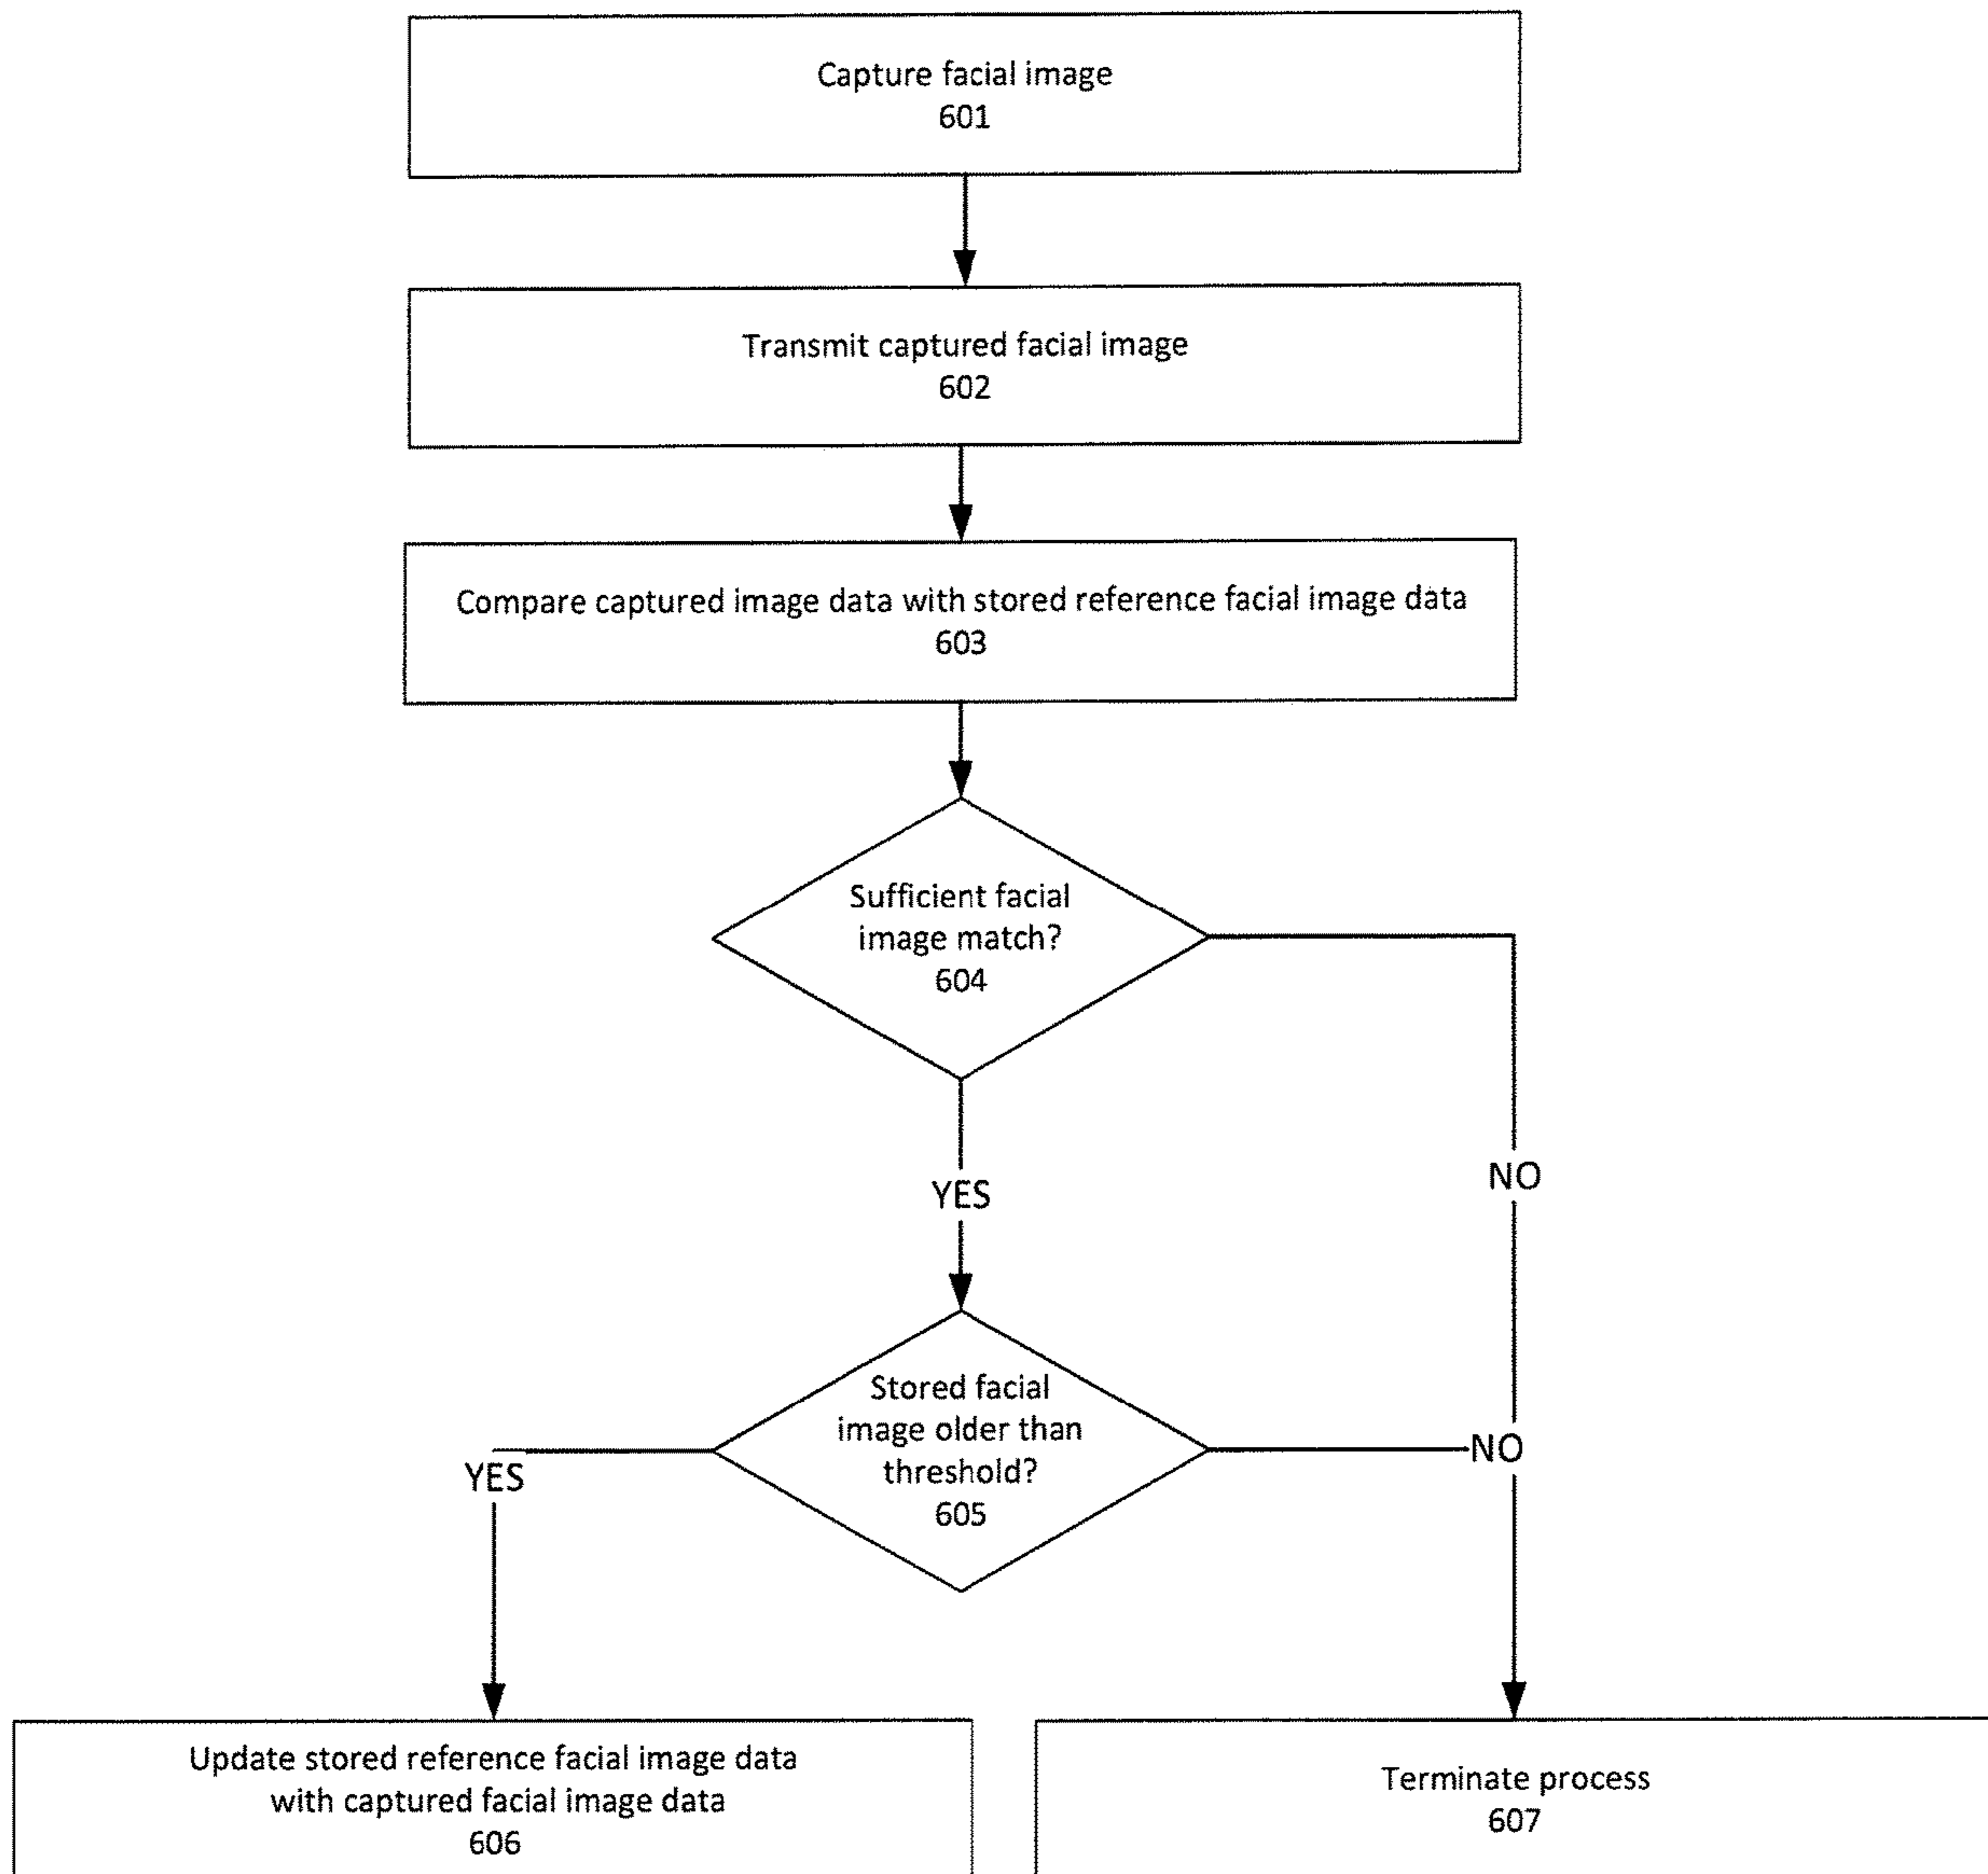 Capture facial image
601
Transmit captured facial image
602
Compare captured image data with stored reference facial image data
603
Sufficient facial
image match?
604
YES
NO
Stored facial
image older than
threshold?
605
YES
NO
Update stored reference facial image data
with captured facial image data
606
Terminate process
607